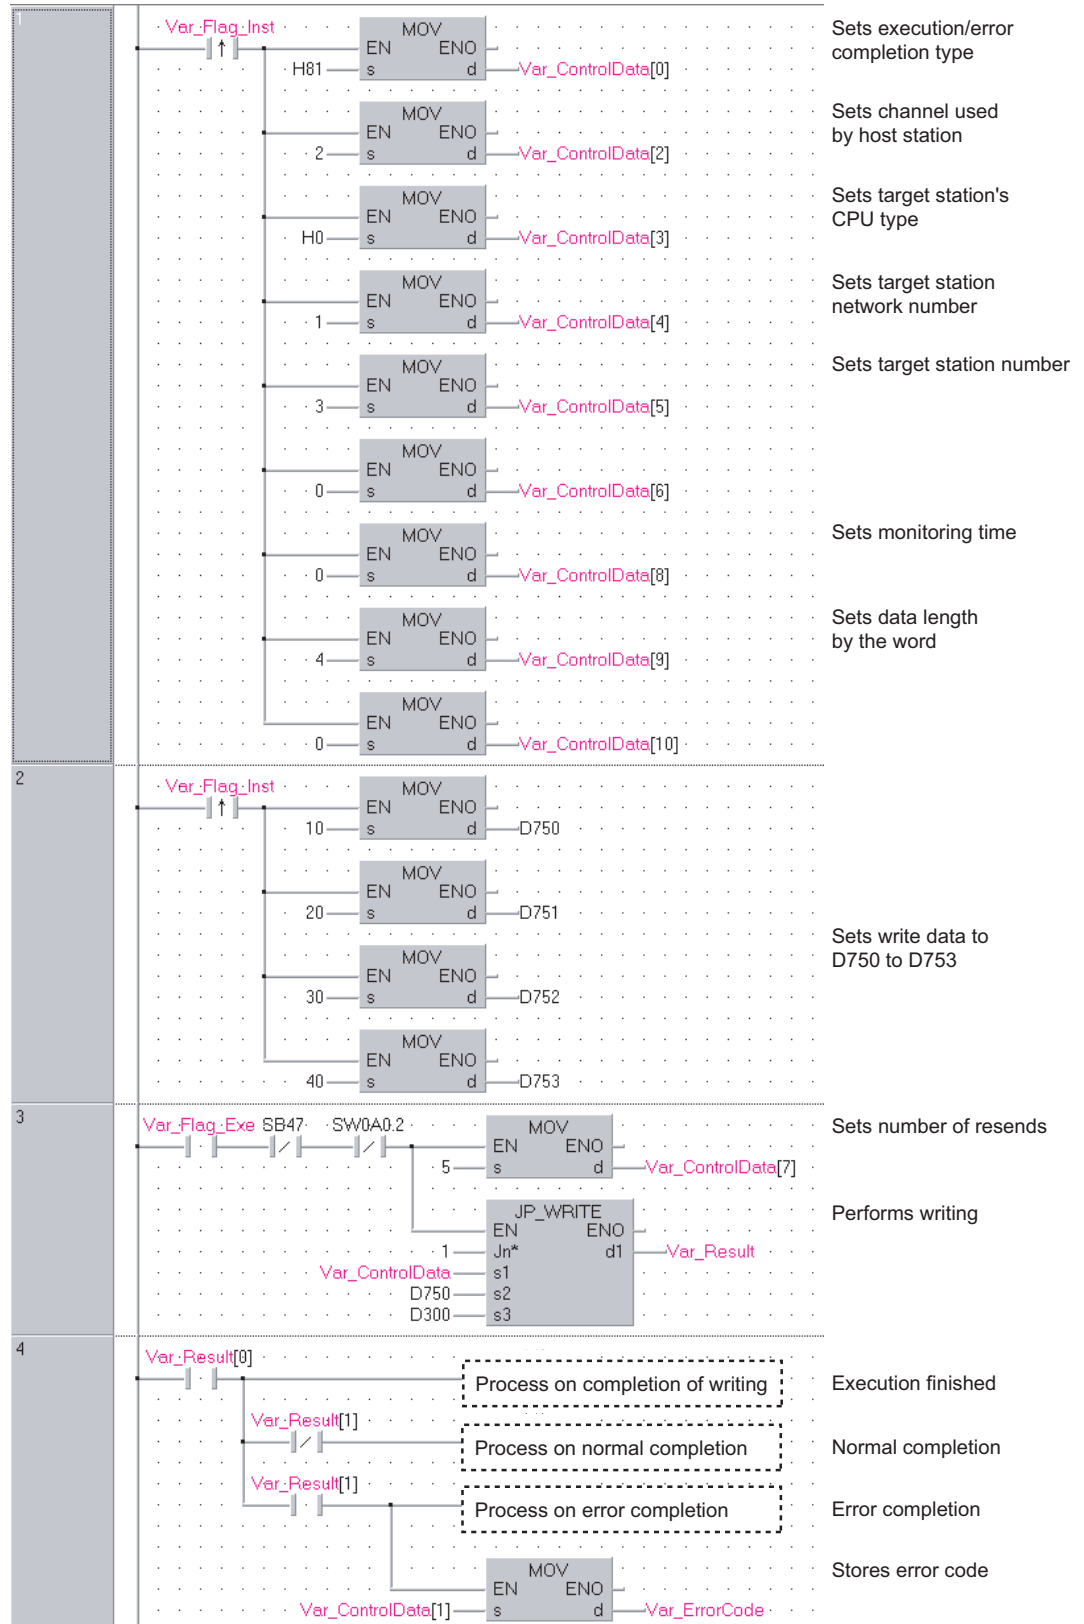 1
Var_Flag_Inst
MOV
Sets execution/error
EN ENO
completion type
H81 s d Var_ControlData[0]
MOV
Sets channel used
EN ENO
by host station
2 s d Var_ControlData[2]
MOV
Sets target station's
EN ENO
CPU type
H0 s d Var_ControlData[3]
MOV
Sets target station
EN ENO
network number
1 s d Var_ControlData[4]
MOV
Sets target station number
EN ENO
3 s d Var_ControlData[5]
MOV
EN ENO
0 s d Var_ControlData[6]
MOV
Sets monitoring time
EN ENO
0 s d Var_ControlData[8]
MOV
Sets data length
EN ENO
by the word
4 s d Var_ControlData[9]
MOV
EN ENO
0 s d Var_ControlData[10]
2
Var_Flag_Inst
MOV
EN ENO
10 s d D750
MOV
EN ENO
20 s d D751
Sets write data to
D750 to D753
MOV
EN ENO
30 s d D752
MOV
EN ENO
40 s d D753
3
Var_Flag_Exe SB47 SW0A0.2
MOV
Sets number of resends
EN ENO
5 s d Var_ControlData[7]
JP_WRITE
Performs writing
EN ENO
1 Jn* d1 Var_Result
Var_ControlData s1
D750 s2
D300 s3
4
Var_Result[0]
Process on completion of writing
Execution finished
Var_Result[1]
Process on normal completion
Normal completion
Var_Result[1]
Process on error completion
Error completion
MOV
Stores error code
EN ENO
Var_ControlData[1] s d Var_ErrorCode